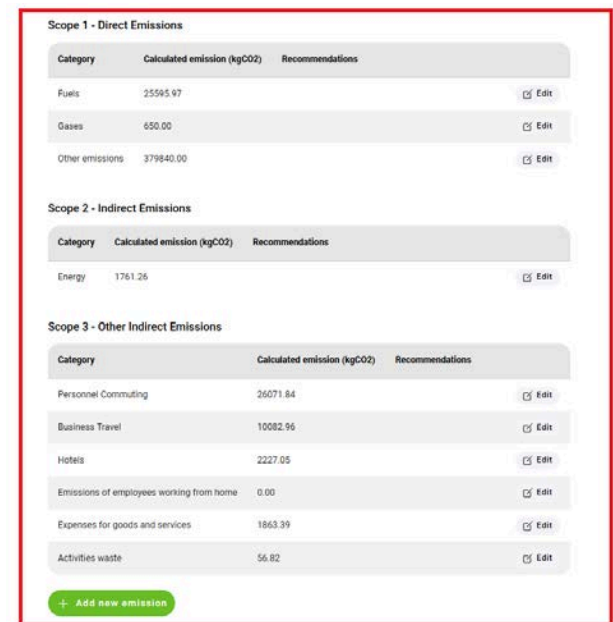 Scope 1 - Direct Emissions
Category Calculated emission (kgCO2) Recommendations
Fuels 25595.97 Edit
Gases 650.00 Edit
Other emissions 379840.00 Edit
Scope 2 - Indirect Emissions
Category Calculated emission (kgCO2) Recommendations
Energy 1761.26 Edit
Scope 3 - Other Indirect Emissions
Category Calculated emission (kgCO2) Recommendations
Personnel Commuting 26071.84 Edit
Business Travel 10082.96 Edit
Hotels 2227.05 Edit
Emissions of employees working from home 0.00 Edit
Expenses for goods and services 1863.39 Edit
Activities waste 56.82 Edit
+ Add new emission